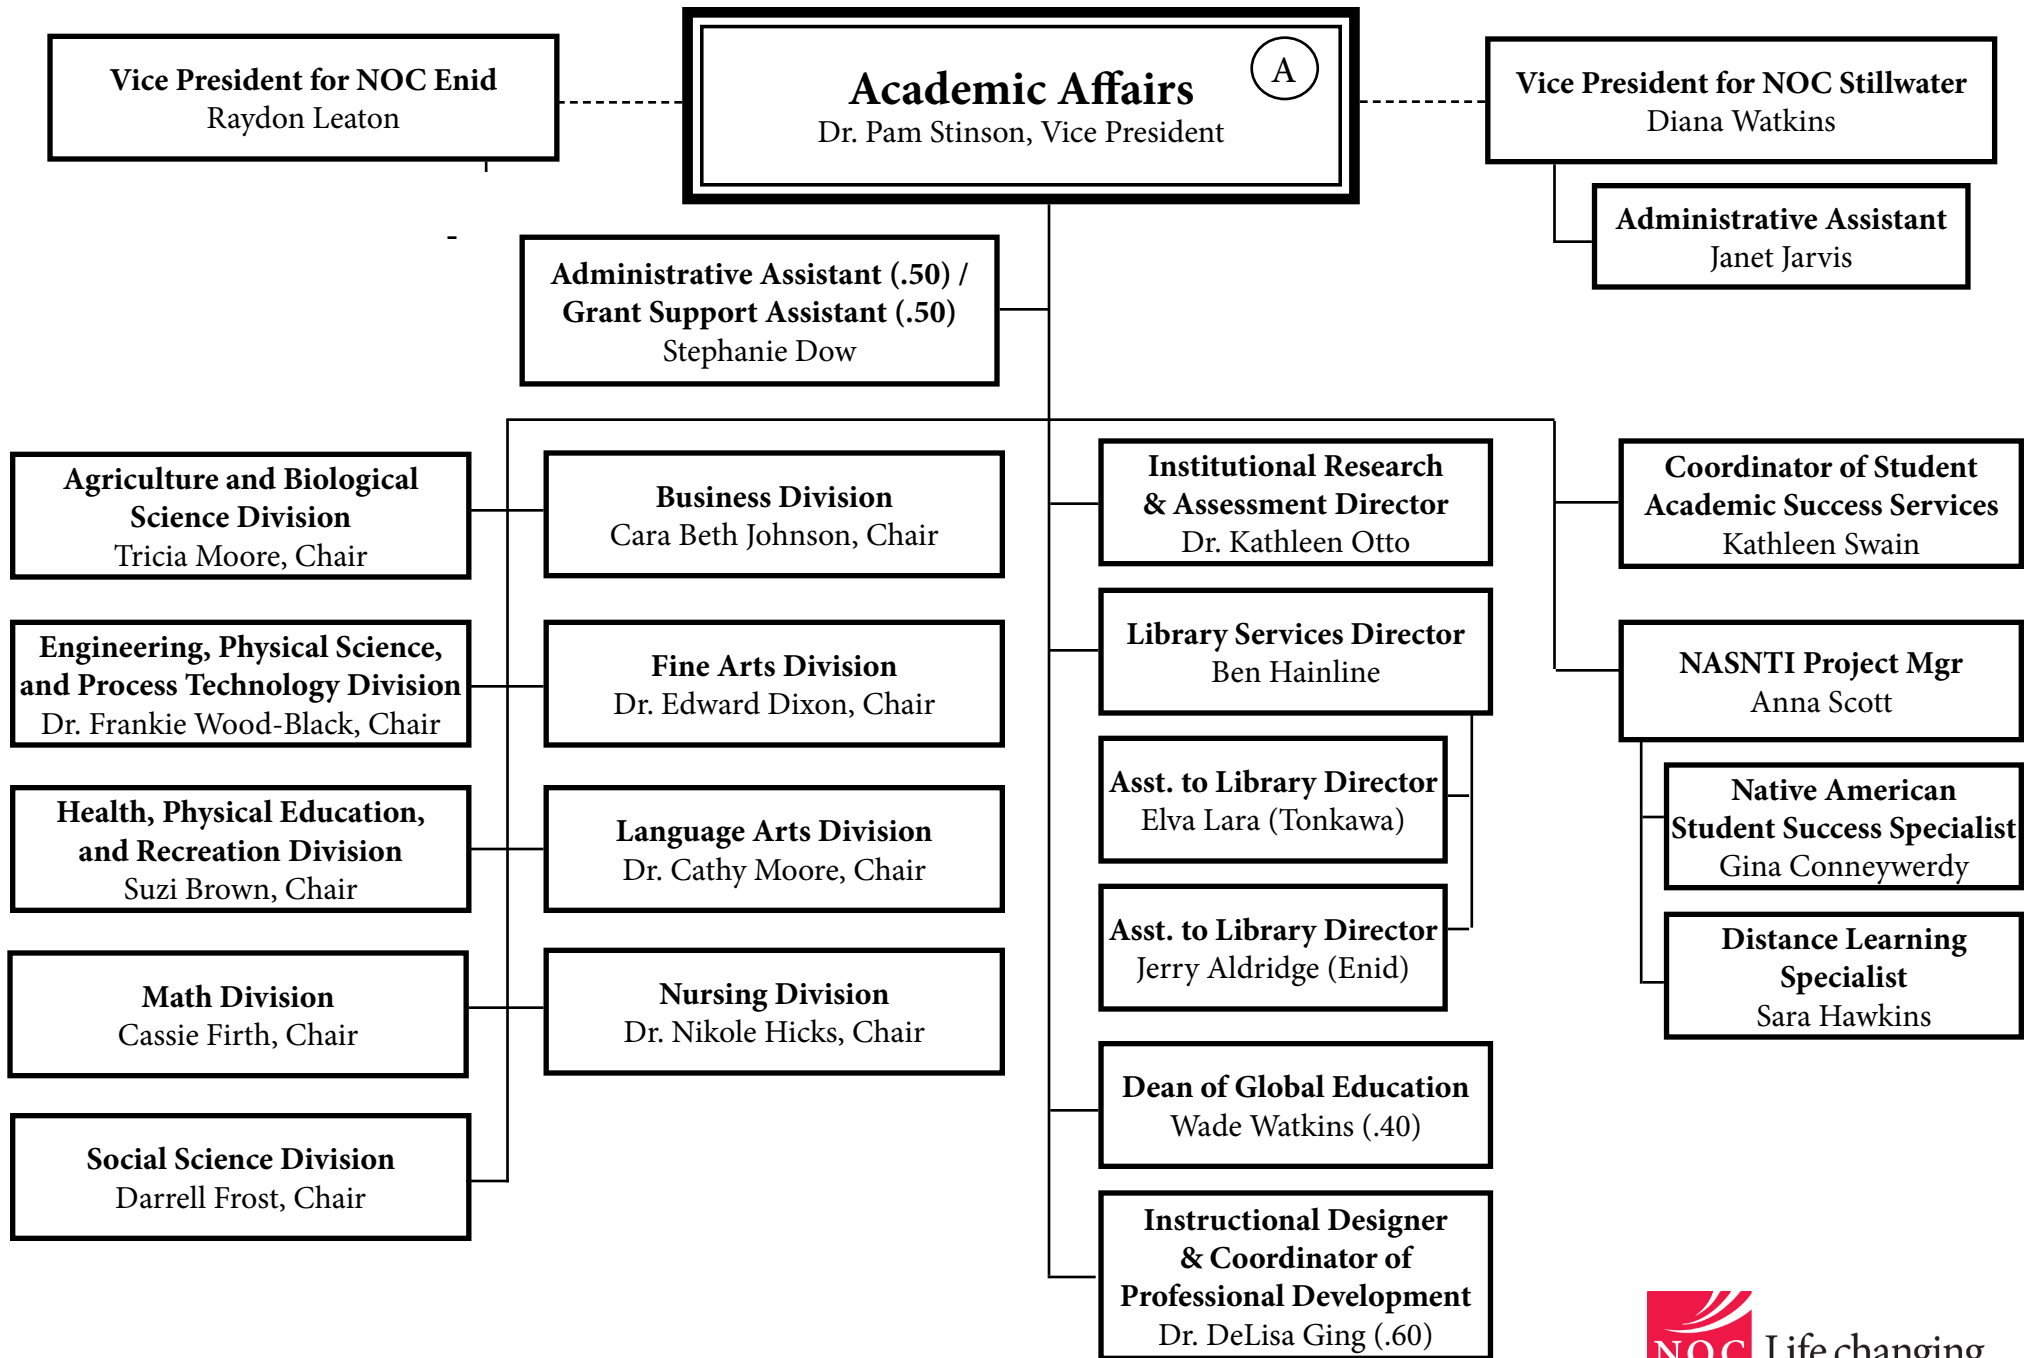 Vice President for NOC Enid
Raydon Leaton
Academic Affairs
Dr. Pam Stinson, Vice President
A
Vice President for NOC Stillwater
Diana Watkins
Administrative Assistant
Janet Jarvis
Administrative Assistant (.50) /
Grant Support Assistant (.50)
Stephanie Dow
Agriculture and Biological
Science Division
Tricia Moore, Chair
Engineering, Physical Science,
and Process Technology Division
Dr. Frankie Wood-Black, Chair
Health, Physical Education,
and Recreation Division
Suzi Brown, Chair
Math Division
Cassie Firth, Chair
Social Science Division
Darrell Frost, Chair
Business Division
Cara Beth Johnson, Chair
Fine Arts Division
Dr. Edward Dixon, Chair
Language Arts Division
Dr. Cathy Moore, Chair
Nursing Division
Dr. Nikole Hicks, Chair
Institutional Research
& Assessment Director
Dr. Kathleen Otto
Library Services Director
Ben Hainline
Asst. to Library Director
Elva Lara (Tonkawa)
Asst. to Library Director
Jerry Aldridge (Enid)
Dean of Global Education
Wade Watkins (.40)
Instructional Designer
& Coordinator of
Professional Development
Dr. DeLisa Ging (.60)
Coordinator of Student
Academic Success Services
Kathleen Swain
NASNTI Project Mgr
Anna Scott
Native American
Student Success Specialist
Gina Conneywerdy
Distance Learning
Specialist
Sara Hawkins
NOC
Life changing